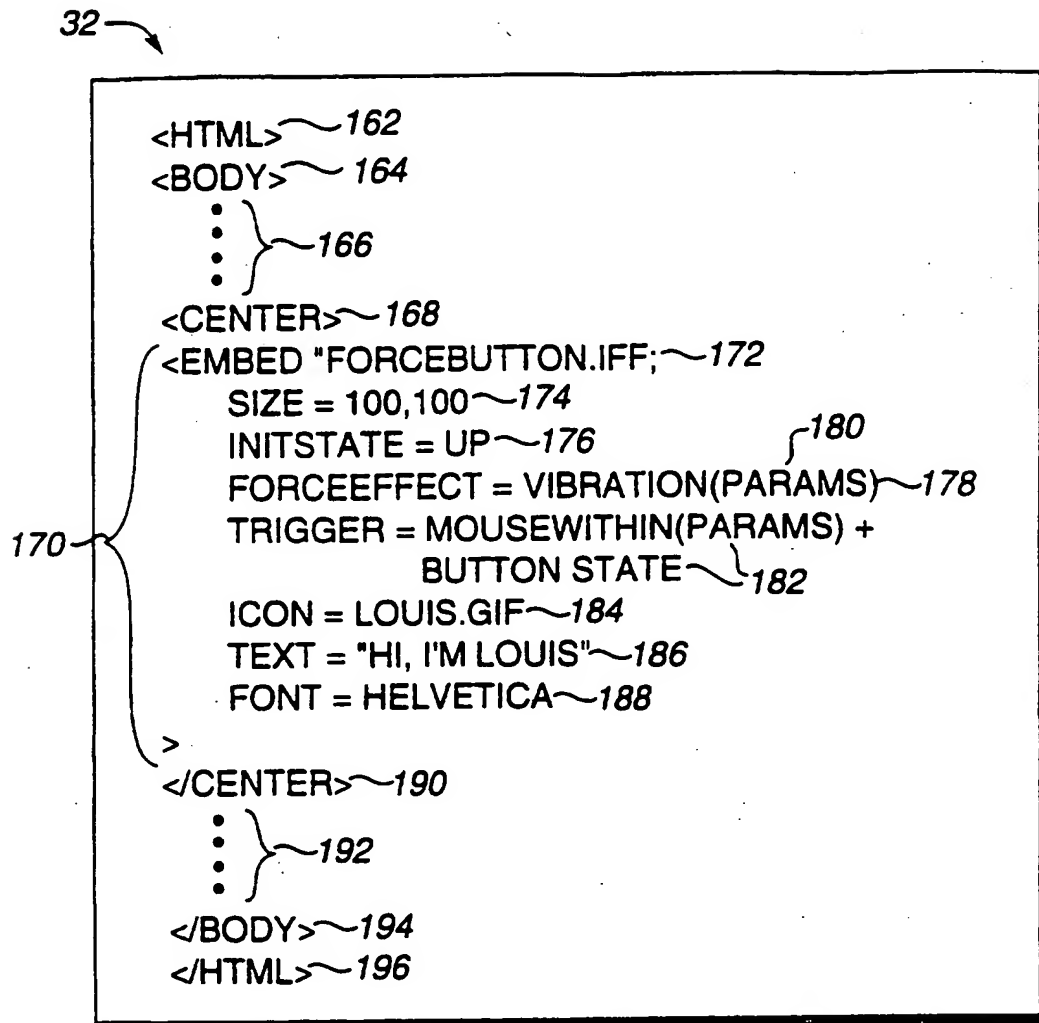 32
<HTML> 162
<BODY> 164
166
<CENTER> 168
<EMBED "FORCEBUTTON.IFF; 172
SIZE = 100,100 174
INITSTATE = UP 176
180
FORCEEFFECT = VIBRATION(PARAMS) 178
170 TRIGGER = MOUSEWITHIN(PARAMS) +
BUTTON STATE 182
ICON = LOUIS.GIF 184
TEXT = "HI, I'M LOUIS" 186
FONT = HELVETICA 188
>
</CENTER> 190
192
</BODY> 194
</HTML> 196